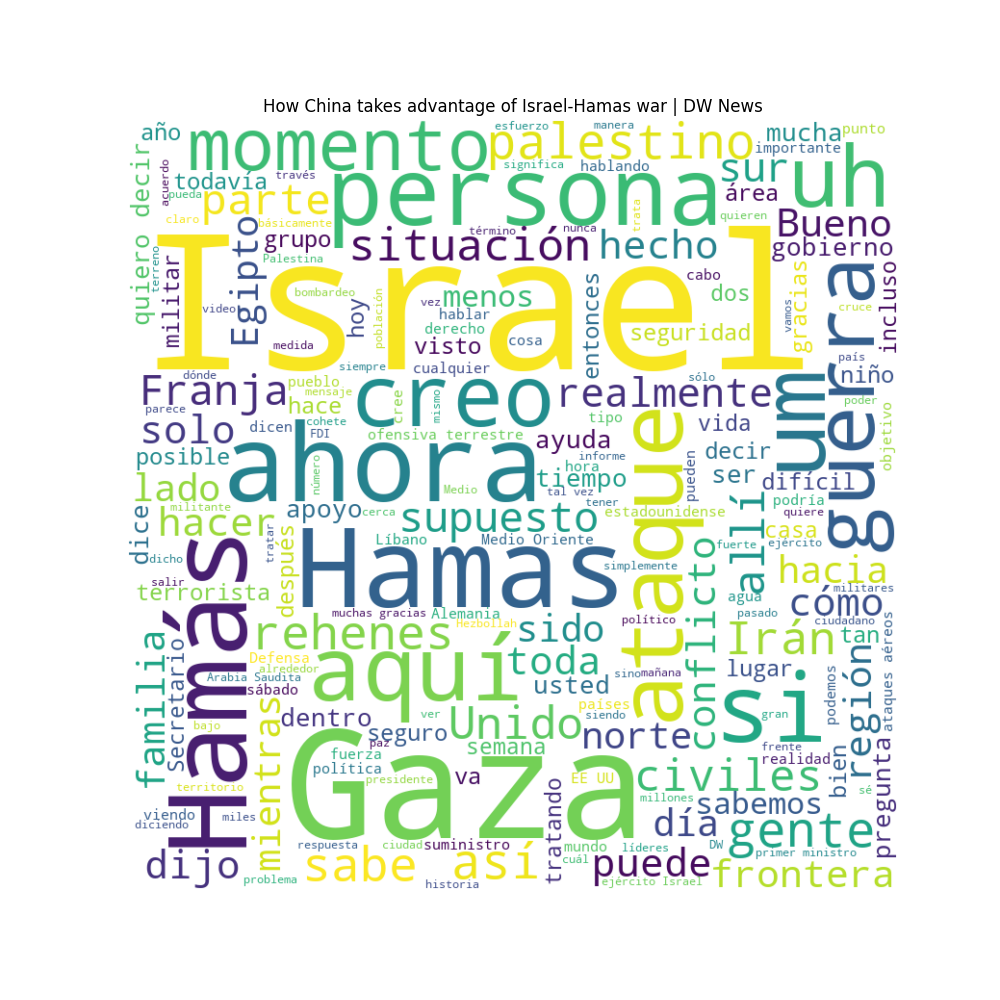 How China takes advantage of Israel-Hamas war | DW News
año
momento
esfuerzo
manera
palestino
mucha
punto
importante
quiero decir
acuerdo
través
todavía
pueda
significa
hablando
sur
uh
parte
persona
área
claro
básicamente
trata
quieren
Bueno
grupo
situación
término
nunca
hecho
gobierno
terreno
militar
Egipto
Palestina
Israel
cabo
bombardeo
menos
dos
gracias
incluso
video
hoy
población
vez
hablar
entonces
seguridad
vamos
cruce
guerra
derecho
medida
visto
cosa
dónde
siempre
cualquier
sólo
país
niño
Franja
pueblo
mensaje
creo
realmente
um
poder
parece
hace
cree
mismo
solo
dicen
cohete
FDI
ofensiva terrestre
tipo
ayuda
vida
objetivo
posible
ahora
informe
decir
hora
ataque
pueden
número
Medio
tiempo
ser
difícil
lado
tal vez
tener
podría
militante
apoyo
cerca
estadounidense
quiere
hacer
supuesto
allí
casa
dice
después
tratar
Líbano
Medio Oriente
fuerte
ejército
dicho
Hamas
simplemente
conflicto
hacia
salir
terrorista
agua
militares
Hamás
muchas gracias
Alemania
pasado
cómo
ciudadano
rehenes
Hezbollah
sido
político
Irán
tan
ataques aéreos
familia
Secretario
Defensa
alrededor
aquí
toda
lugar
región
Arabia Saudita
sino
mañana
sábado
usted
si
podemos
mientras
bajo
dentro
ver
Unido
países
siendo
gran
seguro
norte
paz
semana
frente
fuerza
realidad
bien
pregunta
política
presidente
va
EE UU
civiles
sé
territorio
Gaza
millones
sabemos
viendo
miles
tratando
día
gente
diciendo
respuesta
ciudad
suministro
mundo
líderes
DW
primer ministro
dijo
sabe
así
cuál
puede
frontera
problema
historia
ejército Israel